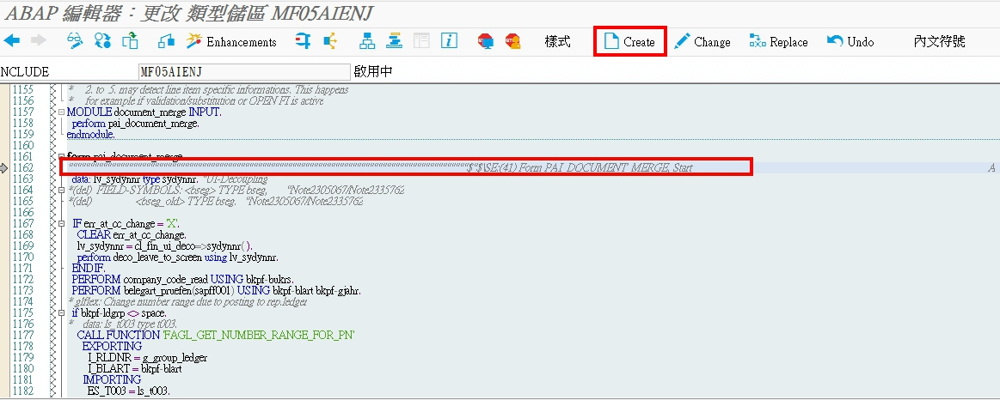 ABAP 編輯器：更改 類型儲區 MF05AIENJ
Enhancements 樣式 Create Change Replace Undo 內文符號
NCLUDE MF05AIENJ 啟用中
1155 * 2. to 5. may detect line item specific informations. This happens
1156 * for example if validation/substitution or OPEN FI is active
1157 MODULE document_merge INPUT.
1158 perform pai_document_merge.
1159 endmodule.
1160
1161 form pai_document_merge.
1162 "$"$\SE:(41) Form PAI_DOCUMENT_MERGE, Start A
1163 data: lv_sydynnr type sydynnr. "UI-Decoupling
1164 *(del) FIELD-SYMBOLS: <bseg> TYPE bseg, "Note2305067/Note2335762
1165 *(del) <bseg_old> TYPE bseg. "Note2305067/Note2335762
1166
1167 IF err_at_cc_change = 'X'.
1168 CLEAR err_at_cc_change.
1169 lv_sydynnr = cl_fin_ui_deco=>sydynnr( ).
1170 perform deco_leave_to_screen using lv_sydynnr.
1171 ENDIF.
1172 PERFORM company_code_read USING bkpf-bukrs.
1173 PERFORM belegart_pruefen(sapff001) USING bkpf-blart bkpf-gjahr.
1174 * glflex: Change number range due to posting to rep.ledger
1175 if bkpf-ldgrp <> space.
1176 * data: ls_t003 type t003.
1177 CALL FUNCTION 'FAGL_GET_NUMBER_RANGE_FOR_PN'
1178 EXPORTING
1179 I_RLDNR = g_group_ledger
1180 I_BLART = bkpf-blart
1181 IMPORTING
1182 ES_T003 = ls_t003.